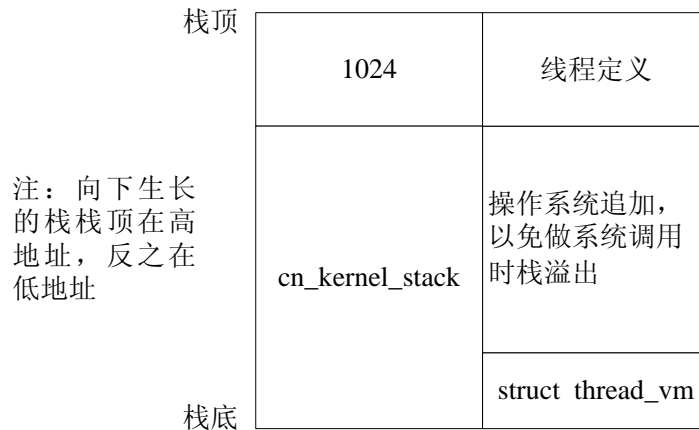 栈顶
1024
线程定义
注：向下生长
的栈栈顶在高
地址，反之在
低地址
cn_kernel_stack
操作系统追加，
以免做系统调用
时栈溢出
struct thread_vm
栈底